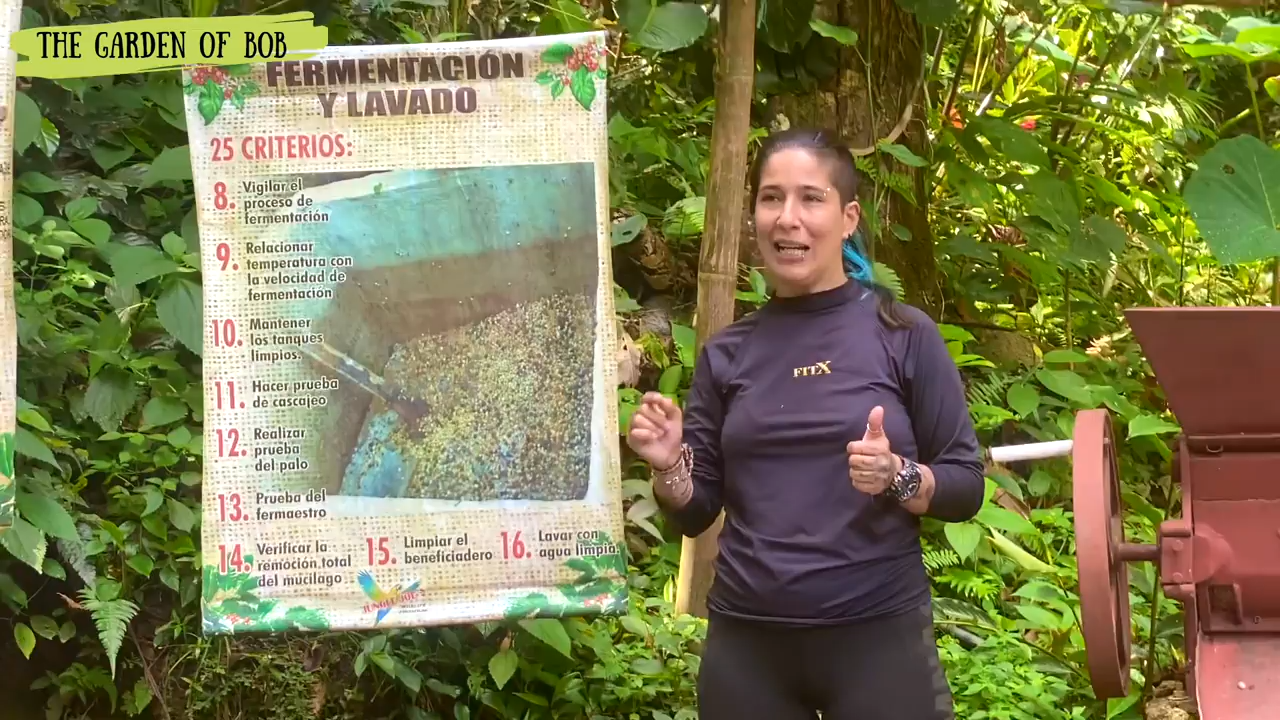 THE GARDEN OF BOB
FERMENTACIÓN
Y LAVADO
25 CRITERIOS:
8. Vigilar el
proceso de
fermentación
9. Relacionar
temperatura con
la velocidad de
fermentación
10. Mantener
los tanques
limpios.
11. Hacer prueba
de cascajeo
12. Realizar
prueba
del palo
13. Prueba del
fermaestro
14. Verificar la
remoción total
del mucilago
15. Limpiar el
beneficiadero
16. Lavar con
agua limpia
JUNGLE JOE
FITX